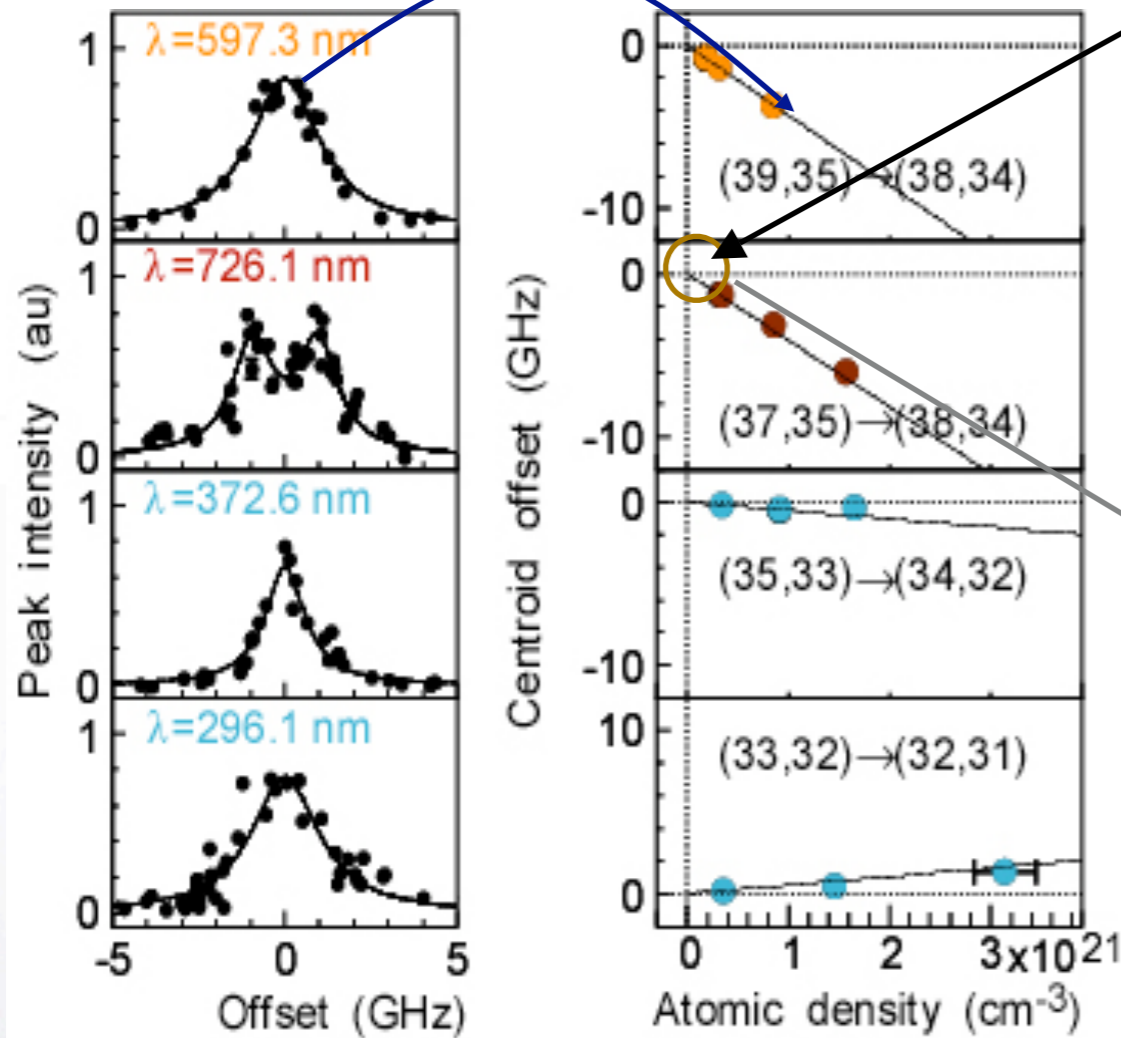 1
λ=597.3 nm
0
1
λ=726.1 nm
0
1
λ=372.6 nm
0
1
λ=296.1 nm
0
-5 0 5
Offset (GHz)
Peak intensity (au)
0
(39,35)→(38,34)
-10
0
(37,35)→(38,34)
-10
0
(35,33)→(34,32)
-10
10
(33,32)→(32,31)
0
0 1 2 3x10²¹
Atomic density (cm⁻³)
Centroid offset (GHz)